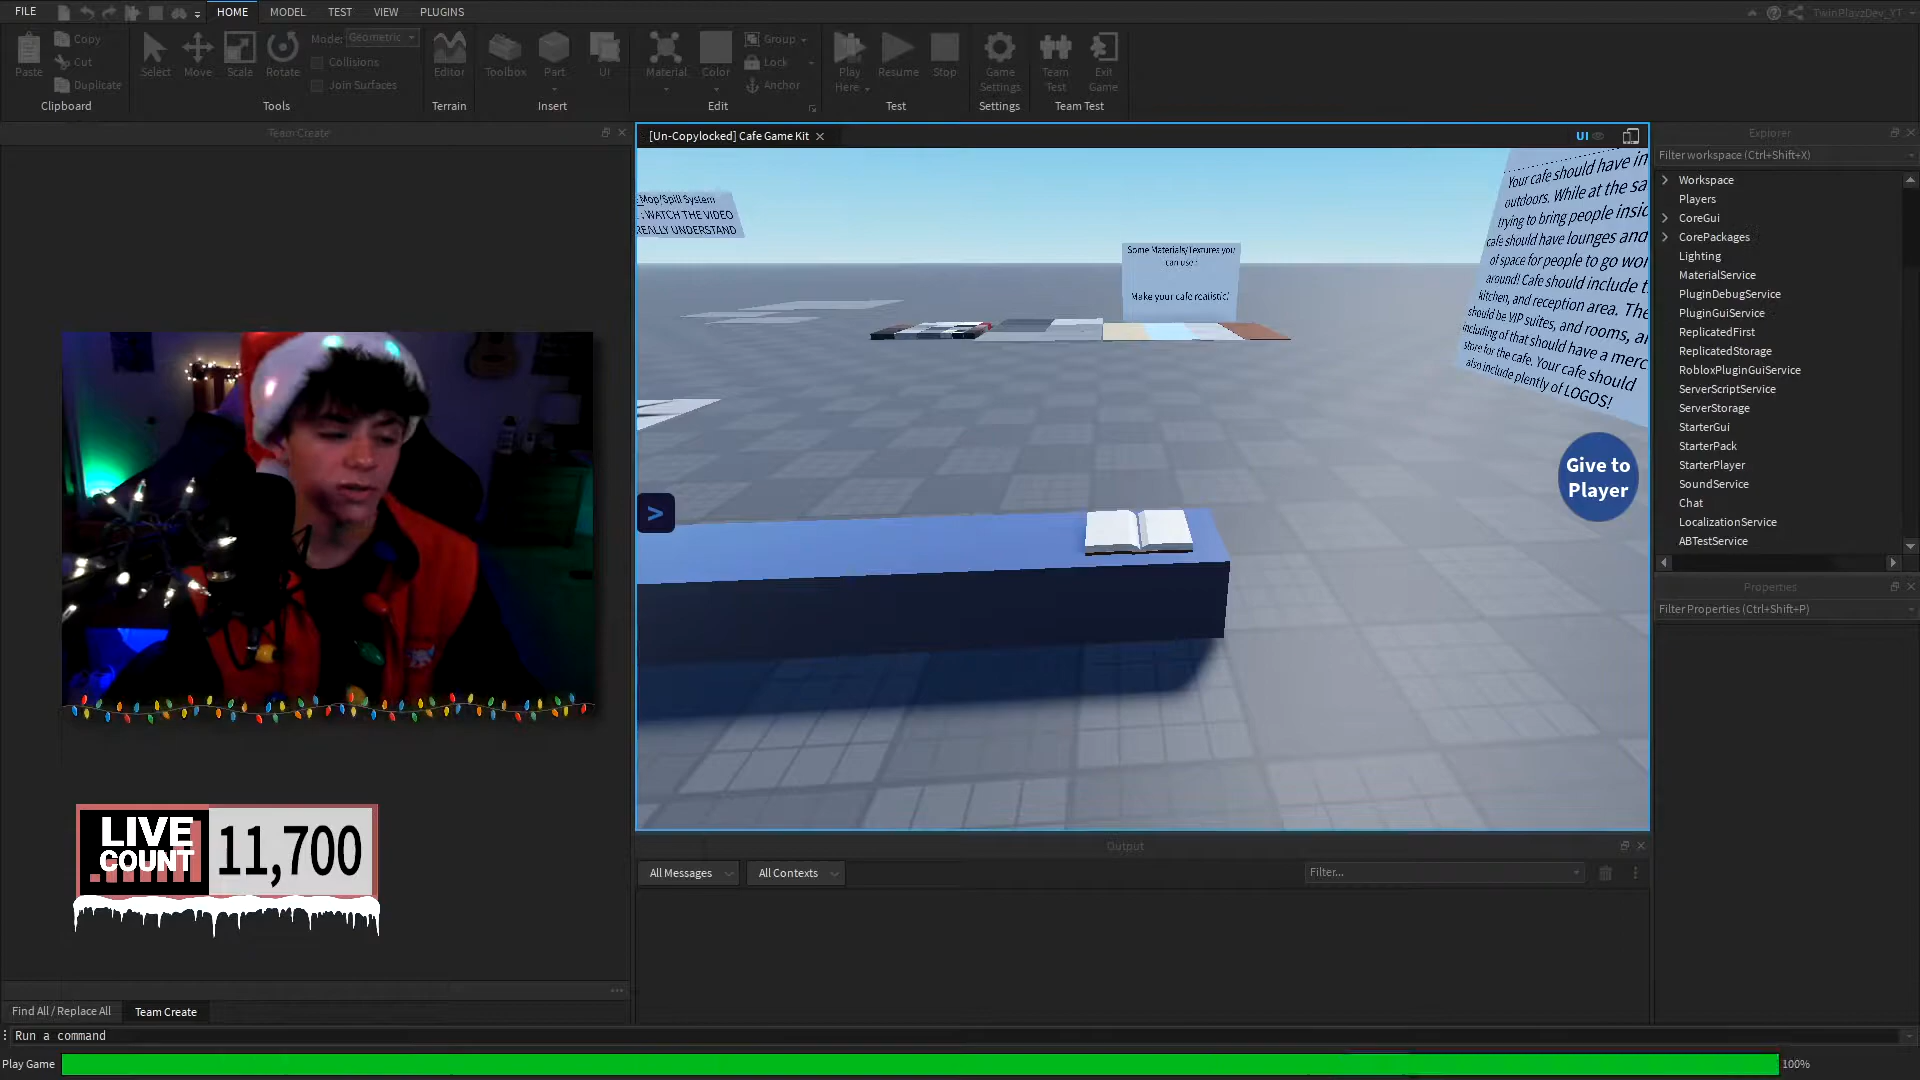 FILE
HOME
MODEL
TEST
VIEW
PLUGINS
TwinPlayzDev_YT
Paste
Copy
Cut
Duplicate
Clipboard
Select
Move
Scale
Rotate
Mode: Geometric
Collisions
Join Surfaces
Tools
Editor
Terrain
Toolbox
Part
UI
Insert
Material
Color
Group
Lock
Anchor
Edit
Play
Here
Resume
Stop
Test
Game
Settings
Settings
Team
Test
Exit
Game
Team Test
Team Create
[Un-Copylocked] Cafe Game Kit
UI
Mop/Spill System
: WATCH THE VIDEO
REALLY UNDERSTAND
Some Materials/Textures you
can use :
Make your cafe realistic!
Your cafe should have in
outdoors. While at the sa
trying to bring people insid
cafe should have lounges and
of space for people to go wor
around! Cafe should include t
kitchen, and reception area. The
should be VIP suites, and rooms, a
including of that should have a merc
store for the cafe. Your cafe should
also include plenty of LOGOS!
Give to
Player
>
LIVE
COUNT
11,700
Explorer
Filter workspace (Ctrl+Shift+X)
Workspace
Players
CoreGui
CorePackages
Lighting
MaterialService
PluginDebugService
PluginGuiService
ReplicatedFirst
ReplicatedStorage
RobloxPluginGuiService
ServerScriptService
ServerStorage
StarterGui
StarterPack
StarterPlayer
SoundService
Chat
LocalizationService
ABTestService
Properties
Filter Properties (Ctrl+Shift+P)
Output
All Messages
All Contexts
Filter...
Find All / Replace All
Team Create
Run a command
Play Game
100%